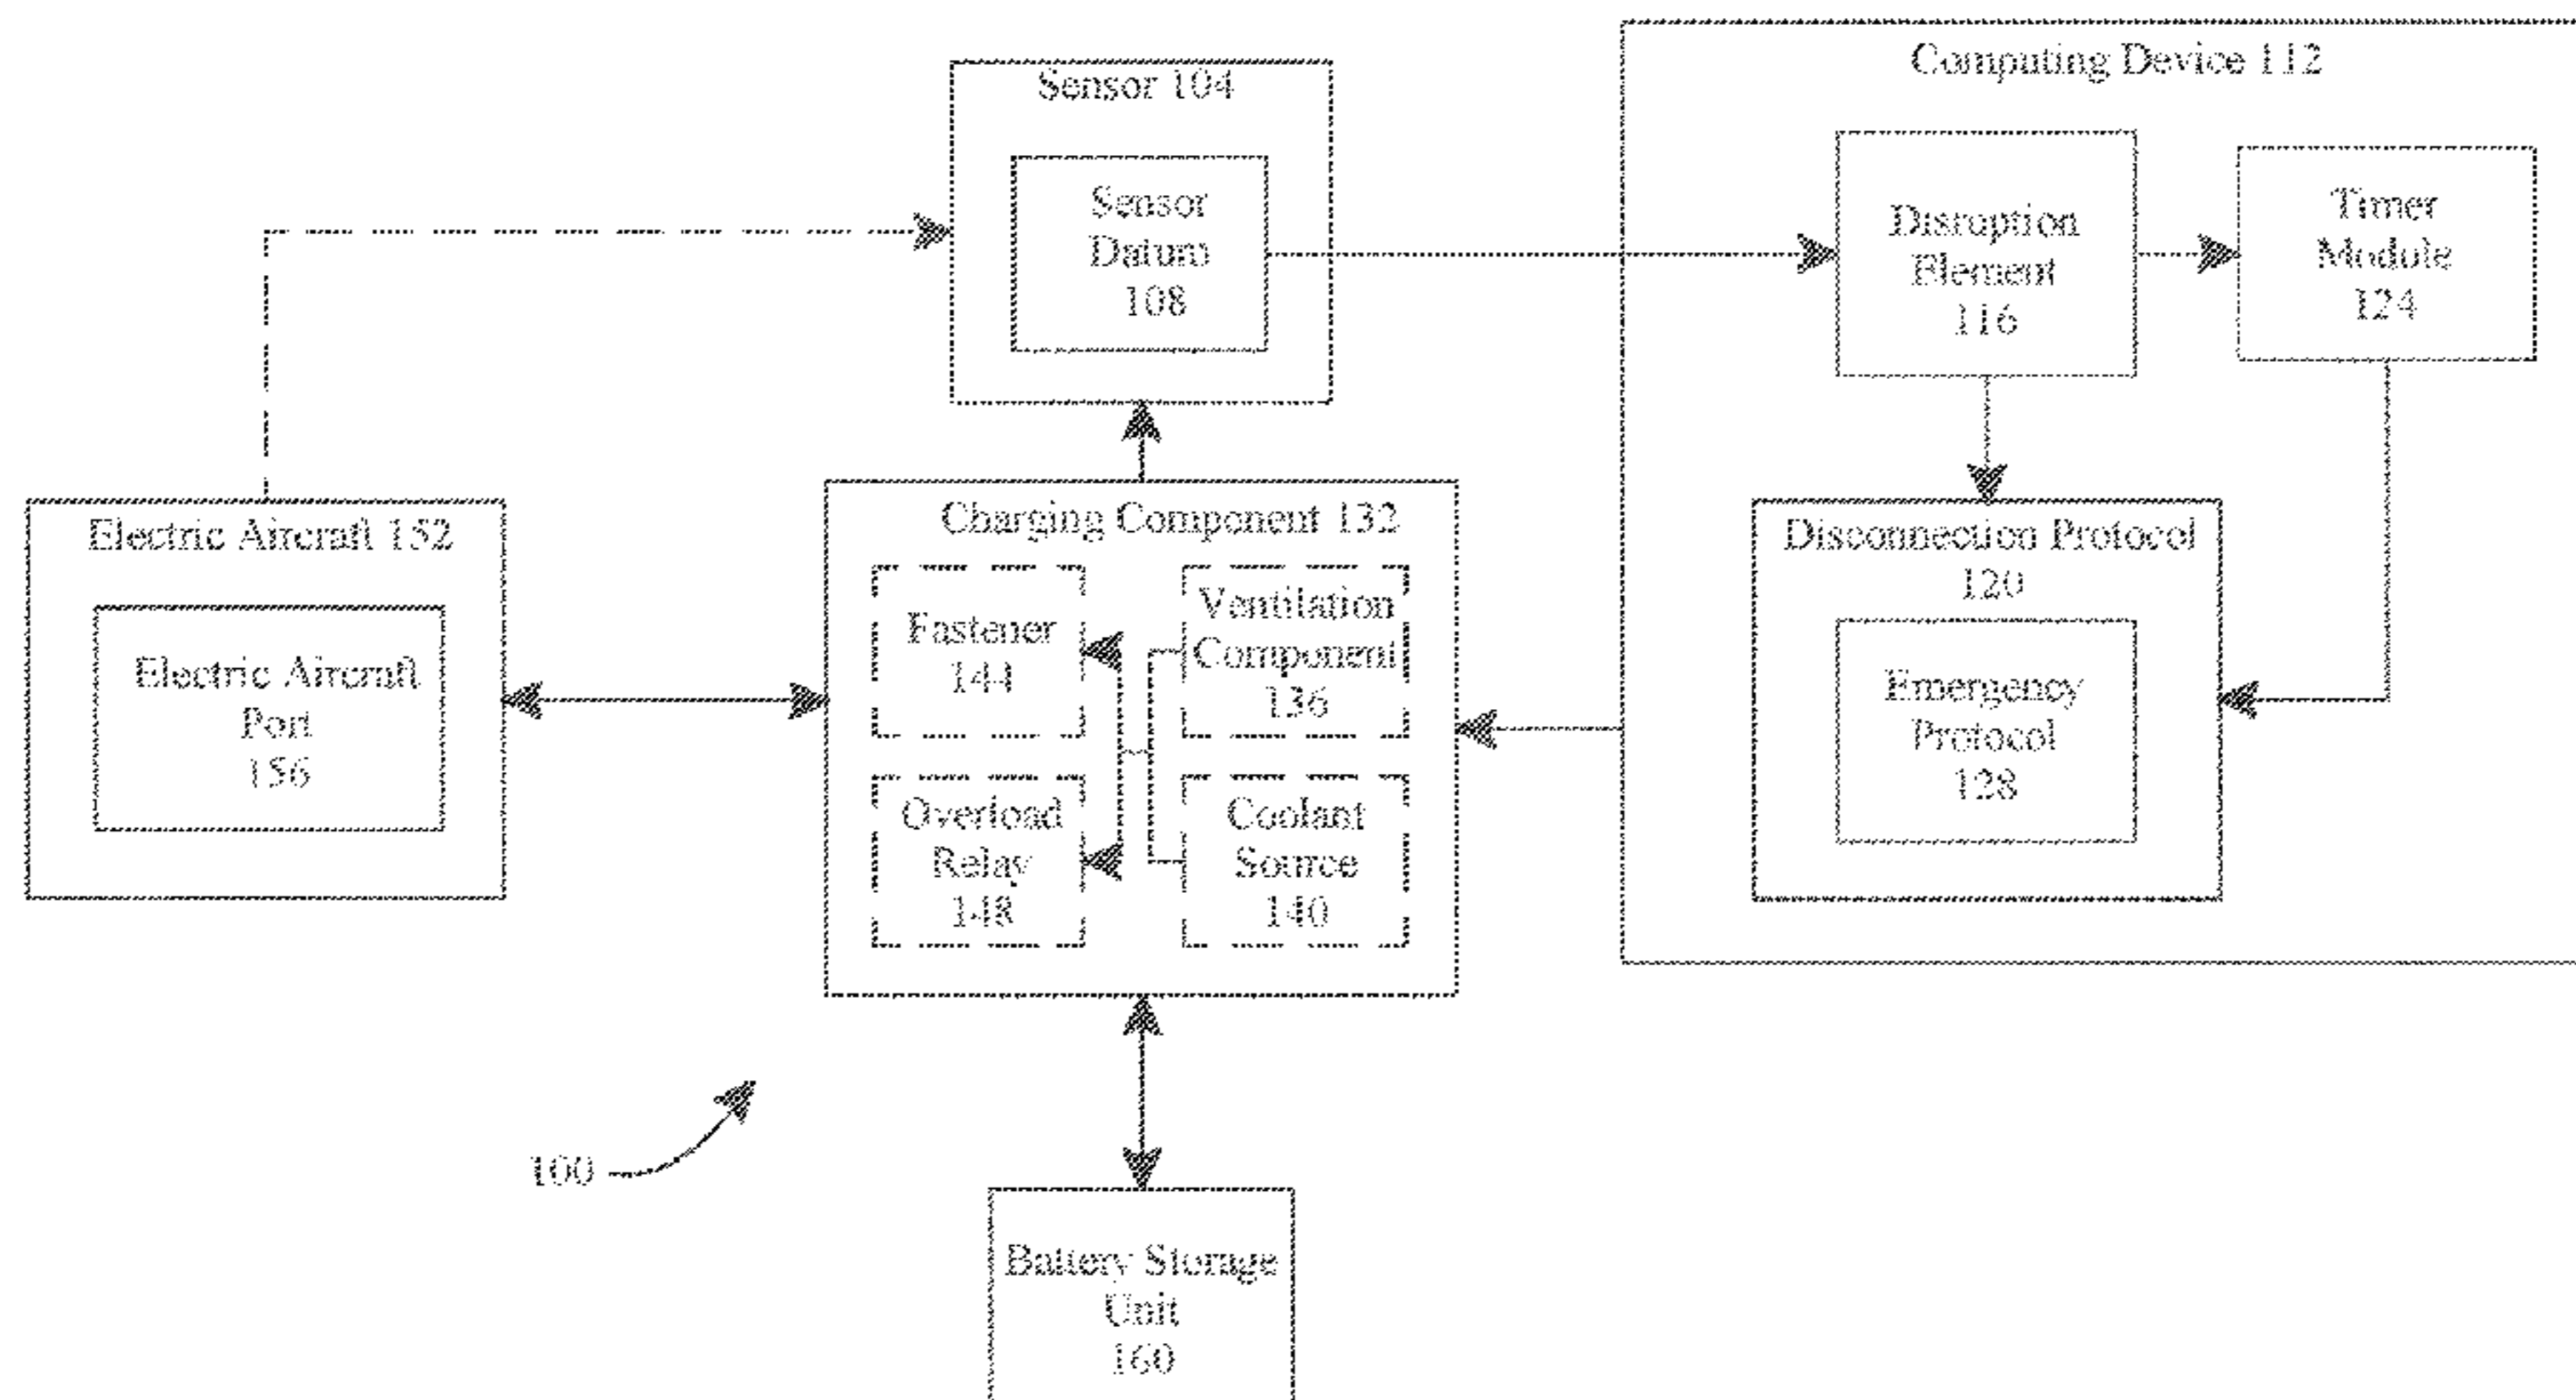 Computing Device 112
Sensor 104
Sensor
Datum
108
Disruption
Element
116
Timer
Module
124
Electric Aircraft 152
Electric Aircraft
Port
156
Charging Component 132
Fastener
144
Ventilation
Component
136
Overload
Relay
148
Coolant
Source
140
Disconnection Protocol
120
Emergency
Protocol
128
100
Battery Storage
Unit
160